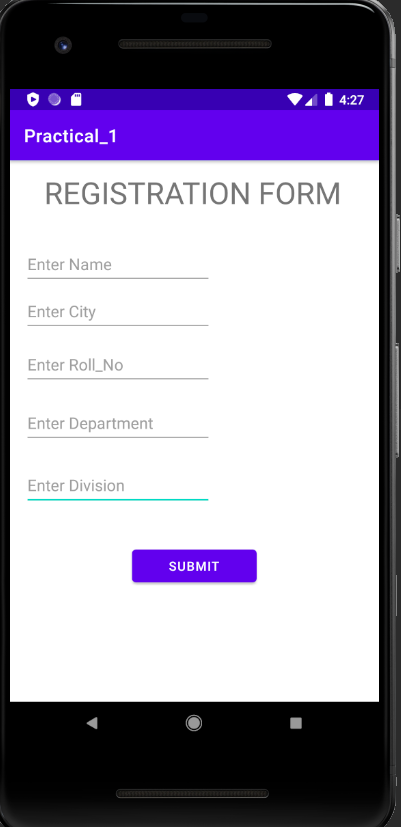 4:27
Practical_1
REGISTRATION FORM
Enter Name
Enter City
Enter Roll_No
Enter Department
Enter Division
SUBMIT